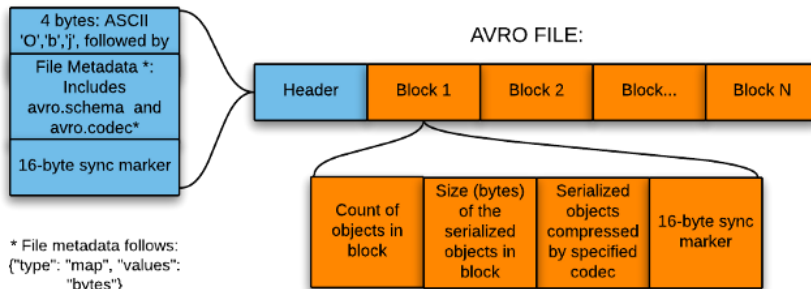 4 bytes: ASCII
'O','b','j', followed by
File Metadata *:
Includes
avro.schema and
avro.codec*
16-byte sync marker
* File metadata follows:
{"type": "map", "values":
"bytes"}
AVRO FILE:
Header
Block 1
Block 2
Block...
Block N
Count of
objects in
block
Size (bytes)
of the
serialized
objects in
block
Serialized
objects
compressed
by specified
codec
16-byte sync
marker